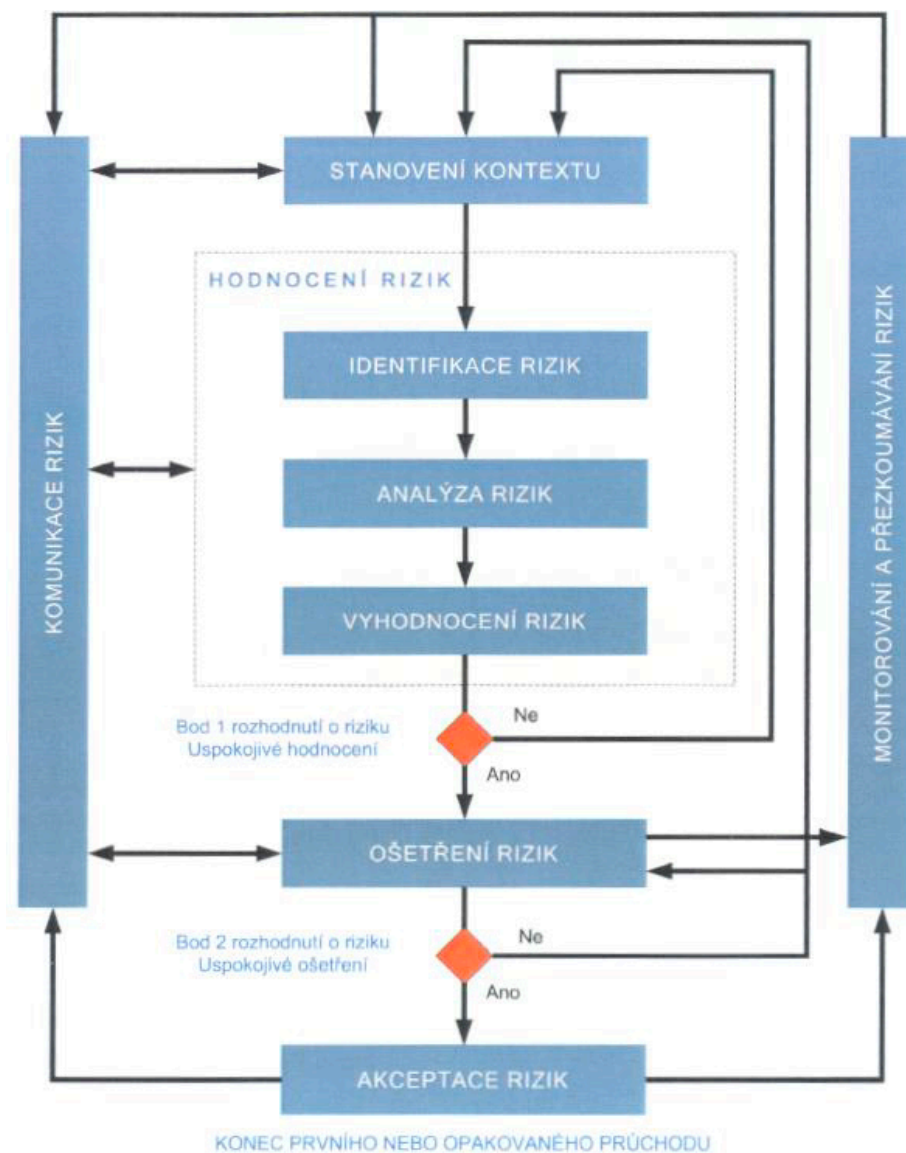 STANOVENÍ KONTEXTU
HODNOCENÍ RIZIK
IDENTIFIKACE RIZIK
ANALÝZA RIZIK
VYHODNOCENÍ RIZIK
KOMUNIKACE RIZIK
MONITOROVÁNÍ A PŘEZKOUMÁVÁNÍ RIZIK
Bod 1 rozhodnutí o riziku
Uspokojivé hodnocení
Ne
Ano
OŠETŘENÍ RIZIK
Bod 2 rozhodnutí o riziku
Uspokojivé ošetření
Ne
Ano
AKCEPTACE RIZIK
KONEC PRVNÍHO NEBO OPAKOVANÉHO PRŮCHODU